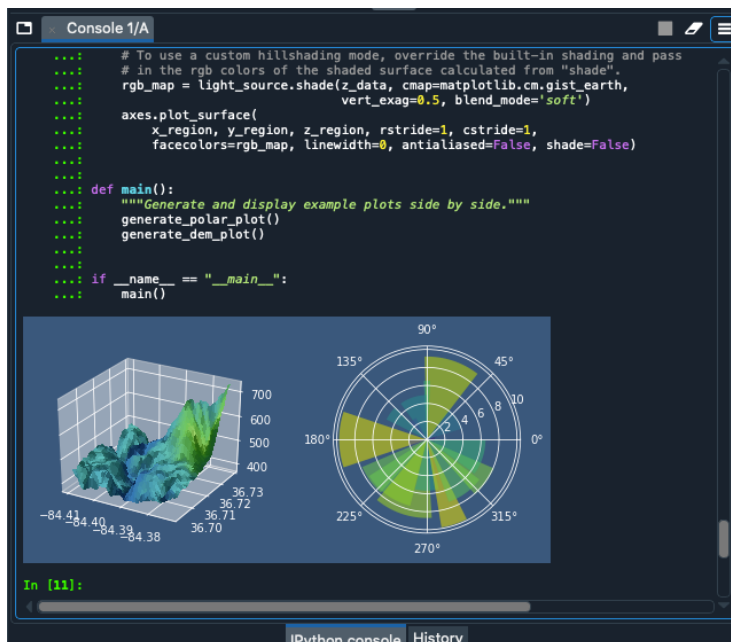 Console 1/A
...: # To use a custom hillshading mode, override the built-in shading and pass
...: # in the rgb colors of the shaded surface calculated from "shade".
...: rgb_map = light_source.shade(z_data, cmap=matplotlib.cm.gist_earth,
...: vert_exag=0.5, blend_mode='soft')
...: axes.plot_surface(
...: x_region, y_region, z_region, rstride=1, cstride=1,
...: facecolors=rgb_map, linewidth=0, antialiased=False, shade=False)
...:
...:
...: def main():
...: """Generate and display example plots side by side."""
...: generate_polar_plot()
...: generate_dem_plot()
...:
...:
...: if __name__ == "__main__":
...: main()
700
600
500
400
36.73
36.72
36.71
36.70
−84.41
−84.40
−84.39
−84.38
90°
135°
45°
180°
0°
225°
315°
270°
2
4
6
8
10
In [11]:
IPython console
History